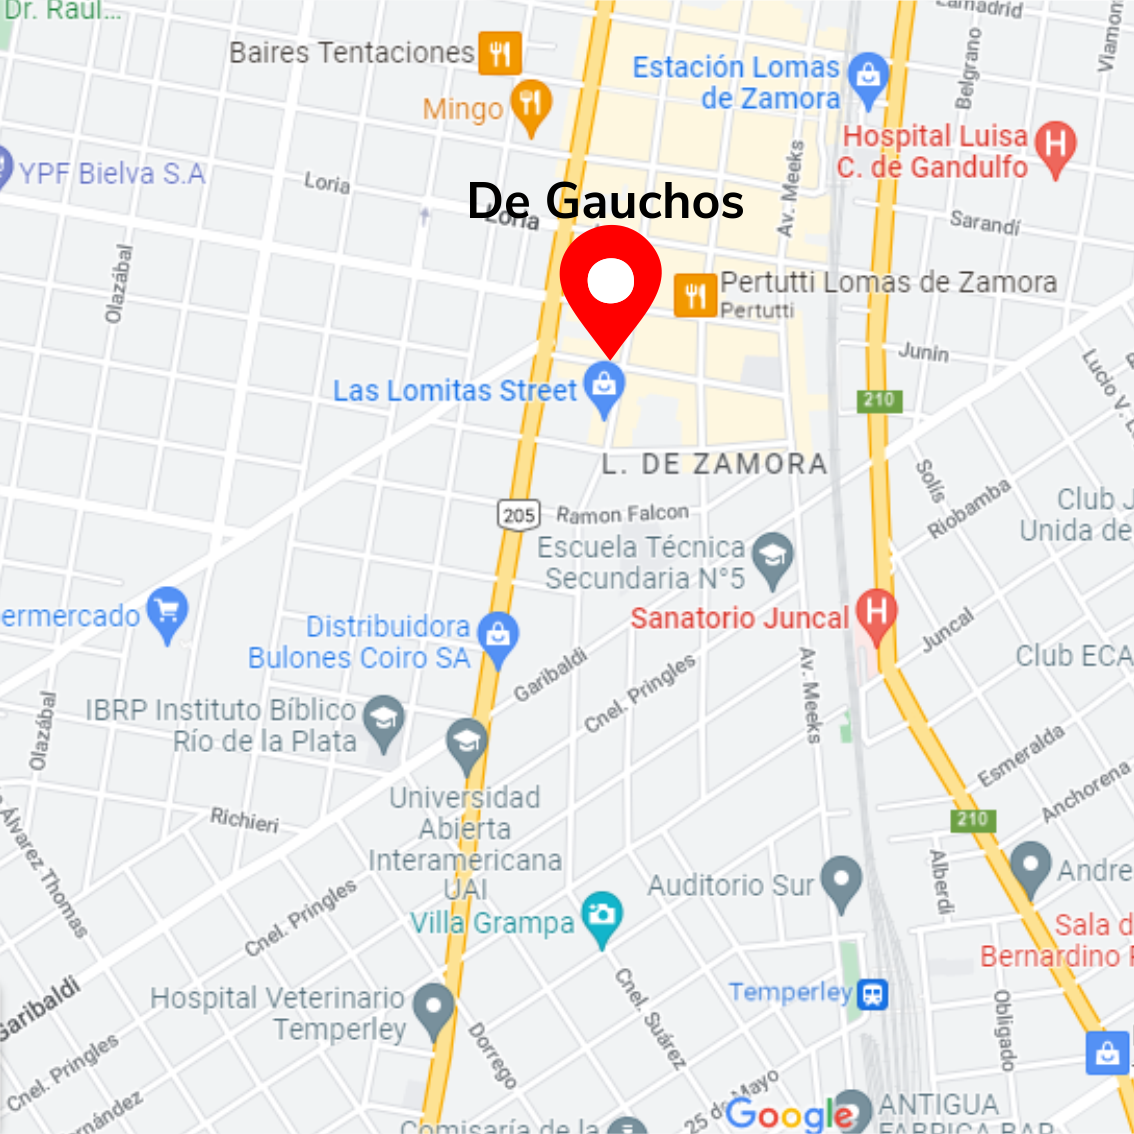 Dr. Raúl...
Lamadrid
Baires Tentaciones
Mingo
Estación Lomas
de Zamora
Belgrano
Hospital Luisa
C. de Gandulfo
YPF Bielva S.A
Loria
Av. Meeks
De Gauchos
Loria
Sarandí
Olazábal
Pertutti Lomas de Zamora
Pertutti
Junin
Lucio V.
Las Lomitas Street
210
L. DE ZAMORA
Solís
Riobamba
205
Ramon Falcon
Club J
Unida de
Escuela Técnica
Secundaria N°5
ermercado
Distribuidora
Bulones Coiro SA
Sanatorio Juncal
Juncal
Club ECA
Garibaldi
Cnel. Pringles
Av. Meeks
IBRP Instituto Bíblico
Río de la Plata
Olazábal
Esmeralda
Anchorena
Universidad
Abierta
Interamericana
UAI
Richieri
210
Álvarez Thomas
Alberdi
Andre
Auditorio Sur
Cnel. Pringles
Villa Grampa
Sala d
Bernardino
Temperley
Garibaldi
Hospital Veterinario
Temperley
Cnel. Suárez
Obligado
Dorrego
Cnel. Pringles
25 de Mayo
Google
ANTIGUA
FABRICA BAR
Comisaría de la